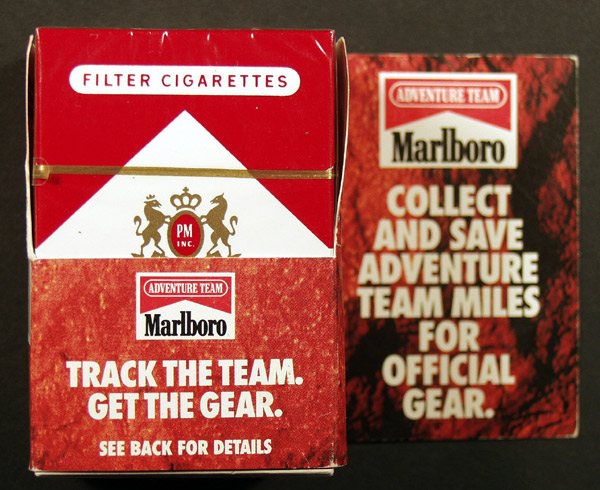 FILTER CIGARETTES
PM
INC.
ADVENTURE TEAM
Marlboro
TRACK THE TEAM.
GET THE GEAR.
SEE BACK FOR DETAILS
ADVENTURE TEAM
Marlboro
COLLECT
AND SAVE
ADVENTURE
TEAM MILES
FOR
OFFICIAL
GEAR.